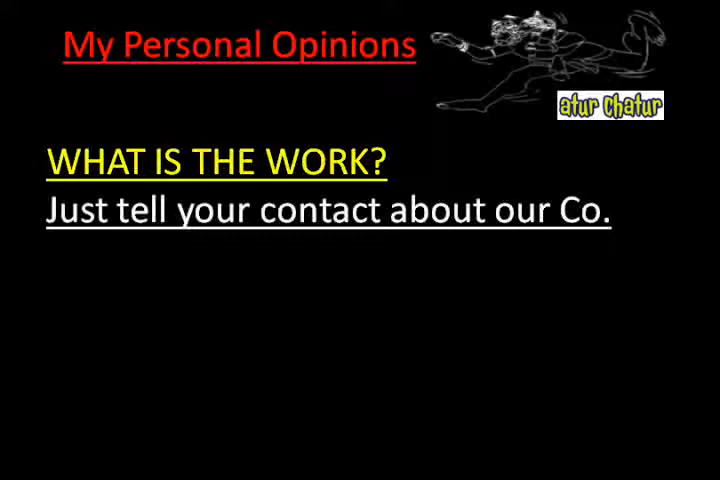 My Personal Opinions
atur chatur
WHAT IS THE WORK?
Just tell your contact about our Co.